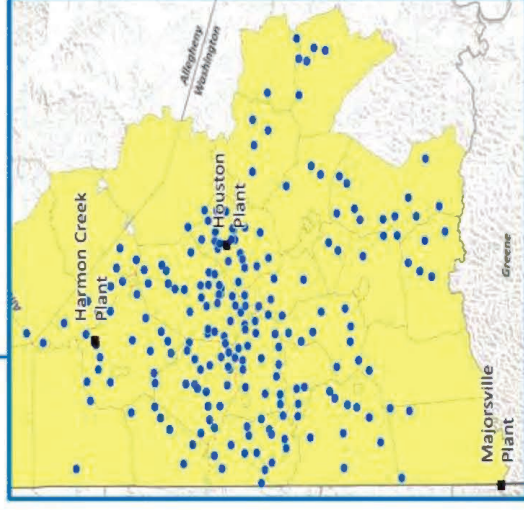 Allegheny
Washington
Harmon Creek
Plant
Houston
Plant
Greene
Majorsville
Plant